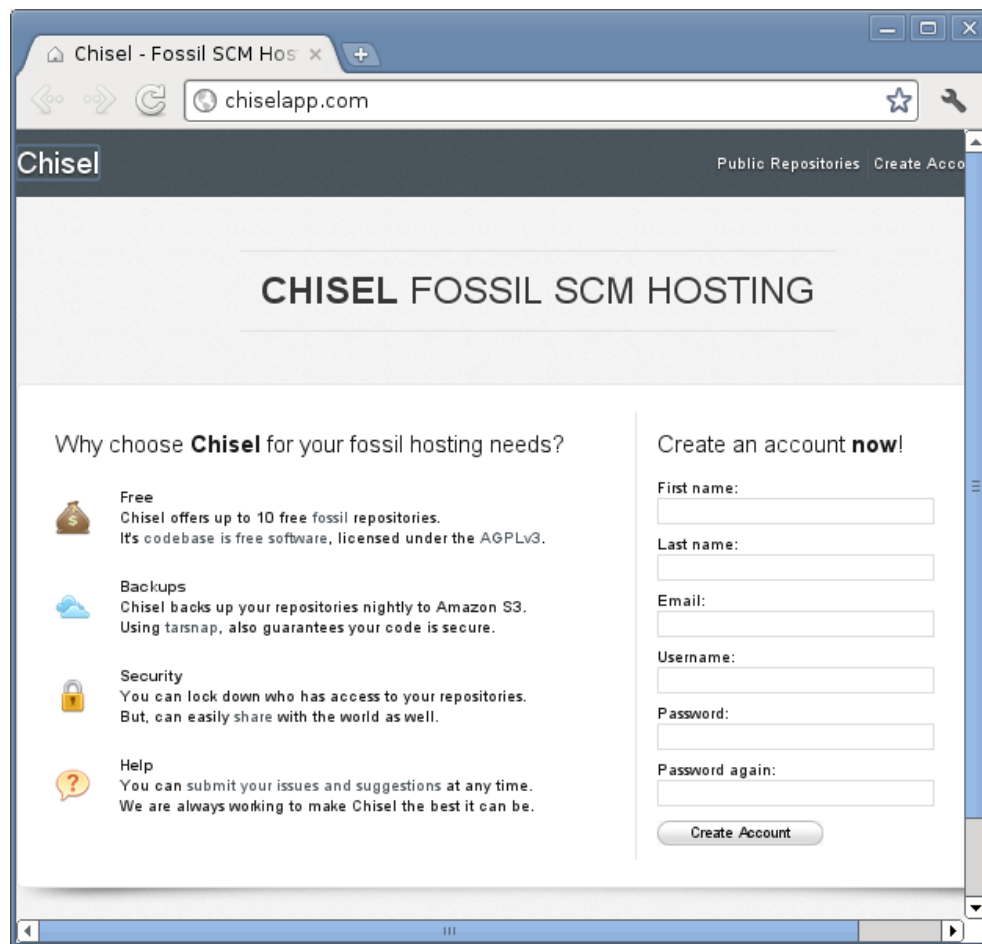 Chisel - Fossil SCM Hos
chiselapp.com
Chisel
Public Repositories Create Acco
CHISEL FOSSIL SCM HOSTING
Why choose Chisel for your fossil hosting needs?
Free
Chisel offers up to 10 free fossil repositories.
It's codebase is free software, licensed under the AGPLv3.
Backups
Chisel backs up your repositories nightly to Amazon S3.
Using tarsnap, also guarantees your code is secure.
Security
You can lock down who has access to your repositories.
But, can easily share with the world as well.
Help
You can submit your issues and suggestions at any time.
We are always working to make Chisel the best it can be.
Create an account now!
First name:
Last name:
Email:
Username:
Password:
Password again:
Create Account